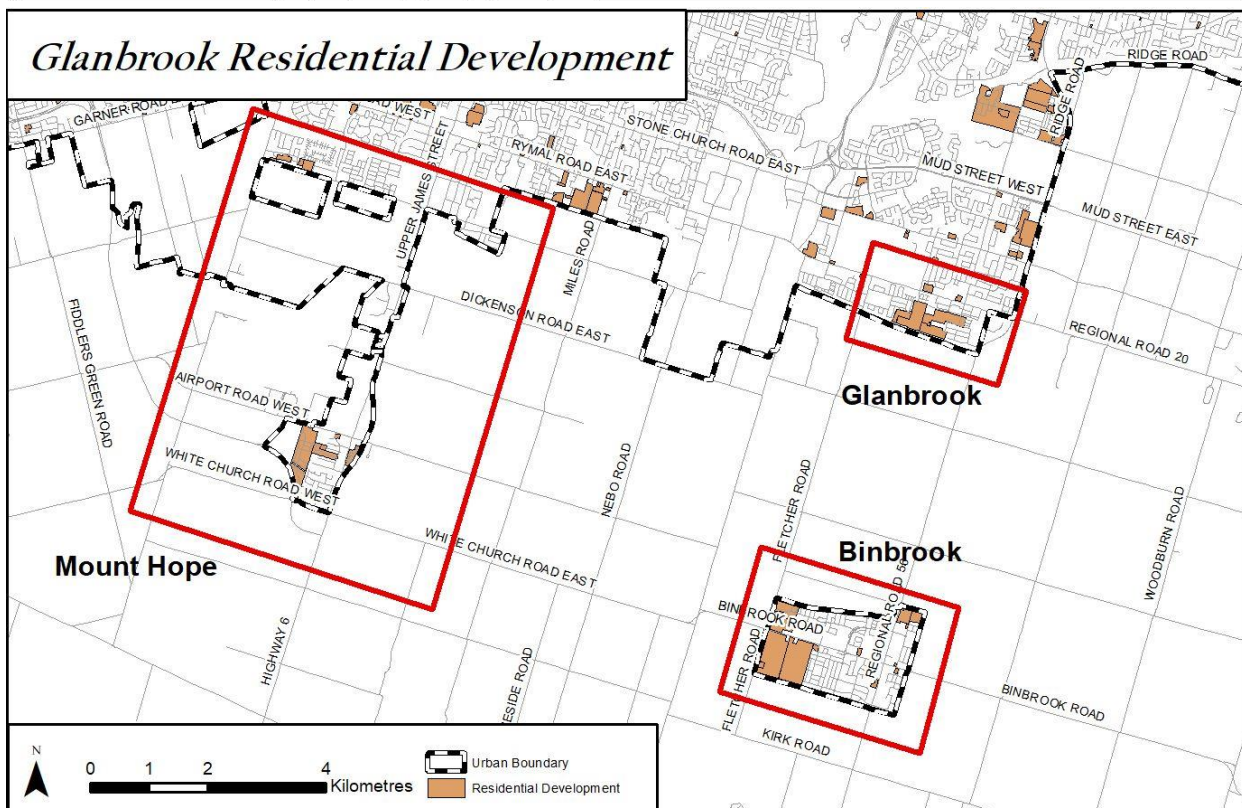 Glanbrook Residential Development
RIDGE ROAD
RIDGE ROAD
GARNER ROAD E
AD WEST
STONE CHURCH ROAD EAST
RYMAL ROAD EAST
UPPER JAMES STREET
MUD STREET WEST
MUD STREET EAST
MILES ROAD
DICKENSON ROAD EAST
REGIONAL ROAD 20
FIDDLERS GREEN ROAD
AIRPORT ROAD WEST
Glanbrook
WHITE CHURCH ROAD WEST
NEBO ROAD
FLETCHER ROAD
WOODBURN ROAD
WHITE CHURCH ROAD EAST
Mount Hope
Binbrook
REGIONAL ROAD 56
BINBROOK ROAD
FLETCHER ROAD
BINBROOK ROAD
HIGHWAY 6
ESIDE ROAD
KIRK ROAD
N
0 1 2 4
Kilometres
Urban Boundary
Residential Development